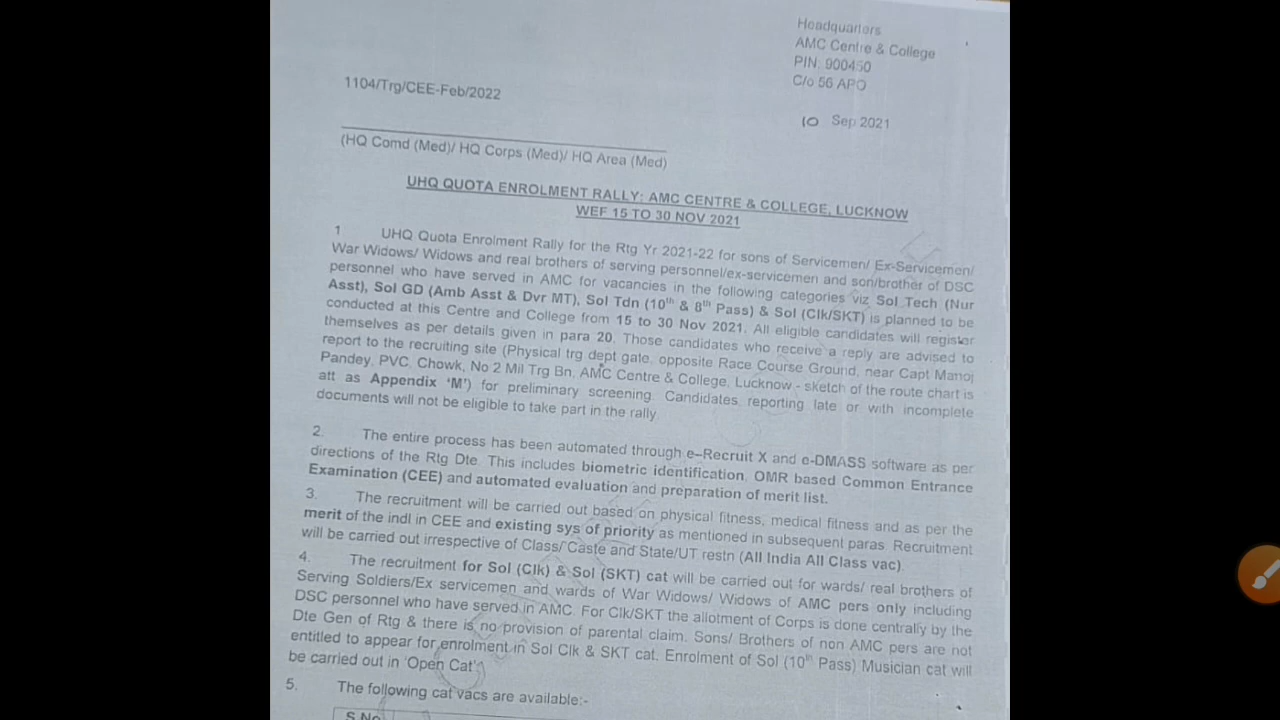 Headquarters
AMC Centre & College
PIN: 900450
C/o 56 APO
1104/Trg/CEE-Feb/2022
10 Sep 2021
(HQ Comd (Med)/ HQ Corps (Med)/ HQ Area (Med)
UHQ QUOTA ENROLMENT RALLY: AMC CENTRE & COLLEGE, LUCKNOW
WEF 15 TO 30 NOV 2021
1 UHQ Quota Enrolment Rally for the Rtg Yr 2021-22 for sons of Servicemen/ Ex-Servicemen/
War Widows/ Widows and real brothers of serving personnel/ex-servicemen and son/brother of DSC
personnel who have served in AMC for vacancies in the following categories viz Sol Tech (Nur
Asst), Sol GD (Amb Asst & Dvr MT), Sol Tdn (10th & 8th Pass) & Sol (Clk/SKT) is planned to be
conducted at this Centre and College from 15 to 30 Nov 2021. All eligible candidates will register
themselves as per details given in para 20. Those candidates who receive a reply are advised to
report to the recruiting site (Physical trg dept gate, opposite Race Course Ground, near Capt Manoj
Pandey, PVC, Chowk, No 2 Mil Trg Bn, AMC Centre & College, Lucknow - sketch of the route chart is
att as Appendix 'M') for preliminary screening. Candidates reporting late or with incomplete
documents will not be eligible to take part in the rally.
2. The entire process has been automated through e–Recruit X and e-DMASS software as per
directions of the Rtg Dte. This includes biometric identification, OMR based Common Entrance
Examination (CEE) and automated evaluation and preparation of merit list.
3. The recruitment will be carried out based on physical fitness, medical fitness and as per the
merit of the indl in CEE and existing sys of priority as mentioned in subsequent paras. Recruitment
will be carried out irrespective of Class/ Caste and State/UT restn (All India All Class vac).
4. The recruitment for Sol (Clk) & Sol (SKT) cat will be carried out for wards/ real brothers of
Serving Soldiers/Ex servicemen and wards of War Widows/ Widows of AMC pers only including
DSC personnel who have served in AMC. For Clk/SKT the allotment of Corps is done centrally by the
Dte Gen of Rtg & there is no provision of parental claim. Sons/ Brothers of non AMC pers are not
entitled to appear for enrolment in Sol Clk & SKT cat. Enrolment of Sol (10th Pass) Musician cat will
be carried out in 'Open Cat'.
5. The following cat vacs are available:-
S.No